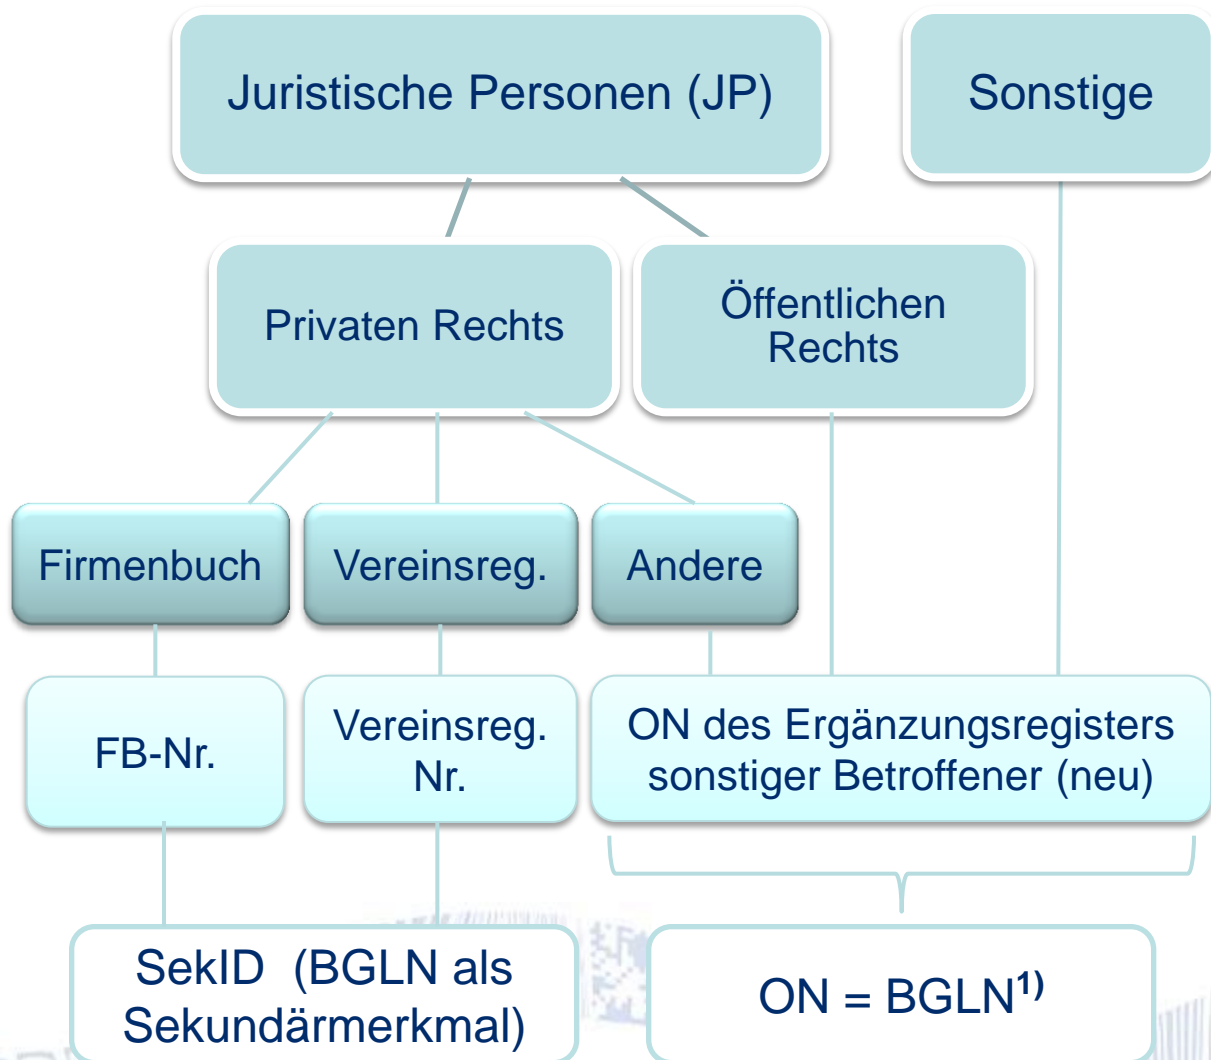 Juristische Personen (JP)
Sonstige
Privaten Rechts
Öffentlichen
Rechts
Firmenbuch
Vereinsreg.
Andere
FB-Nr.
Vereinsreg.
Nr.
ON des Ergänzungsregisters
sonstiger Betroffener (neu)
SekID (BGLN als
Sekundärmerkmal)
ON = BGLN¹⁾